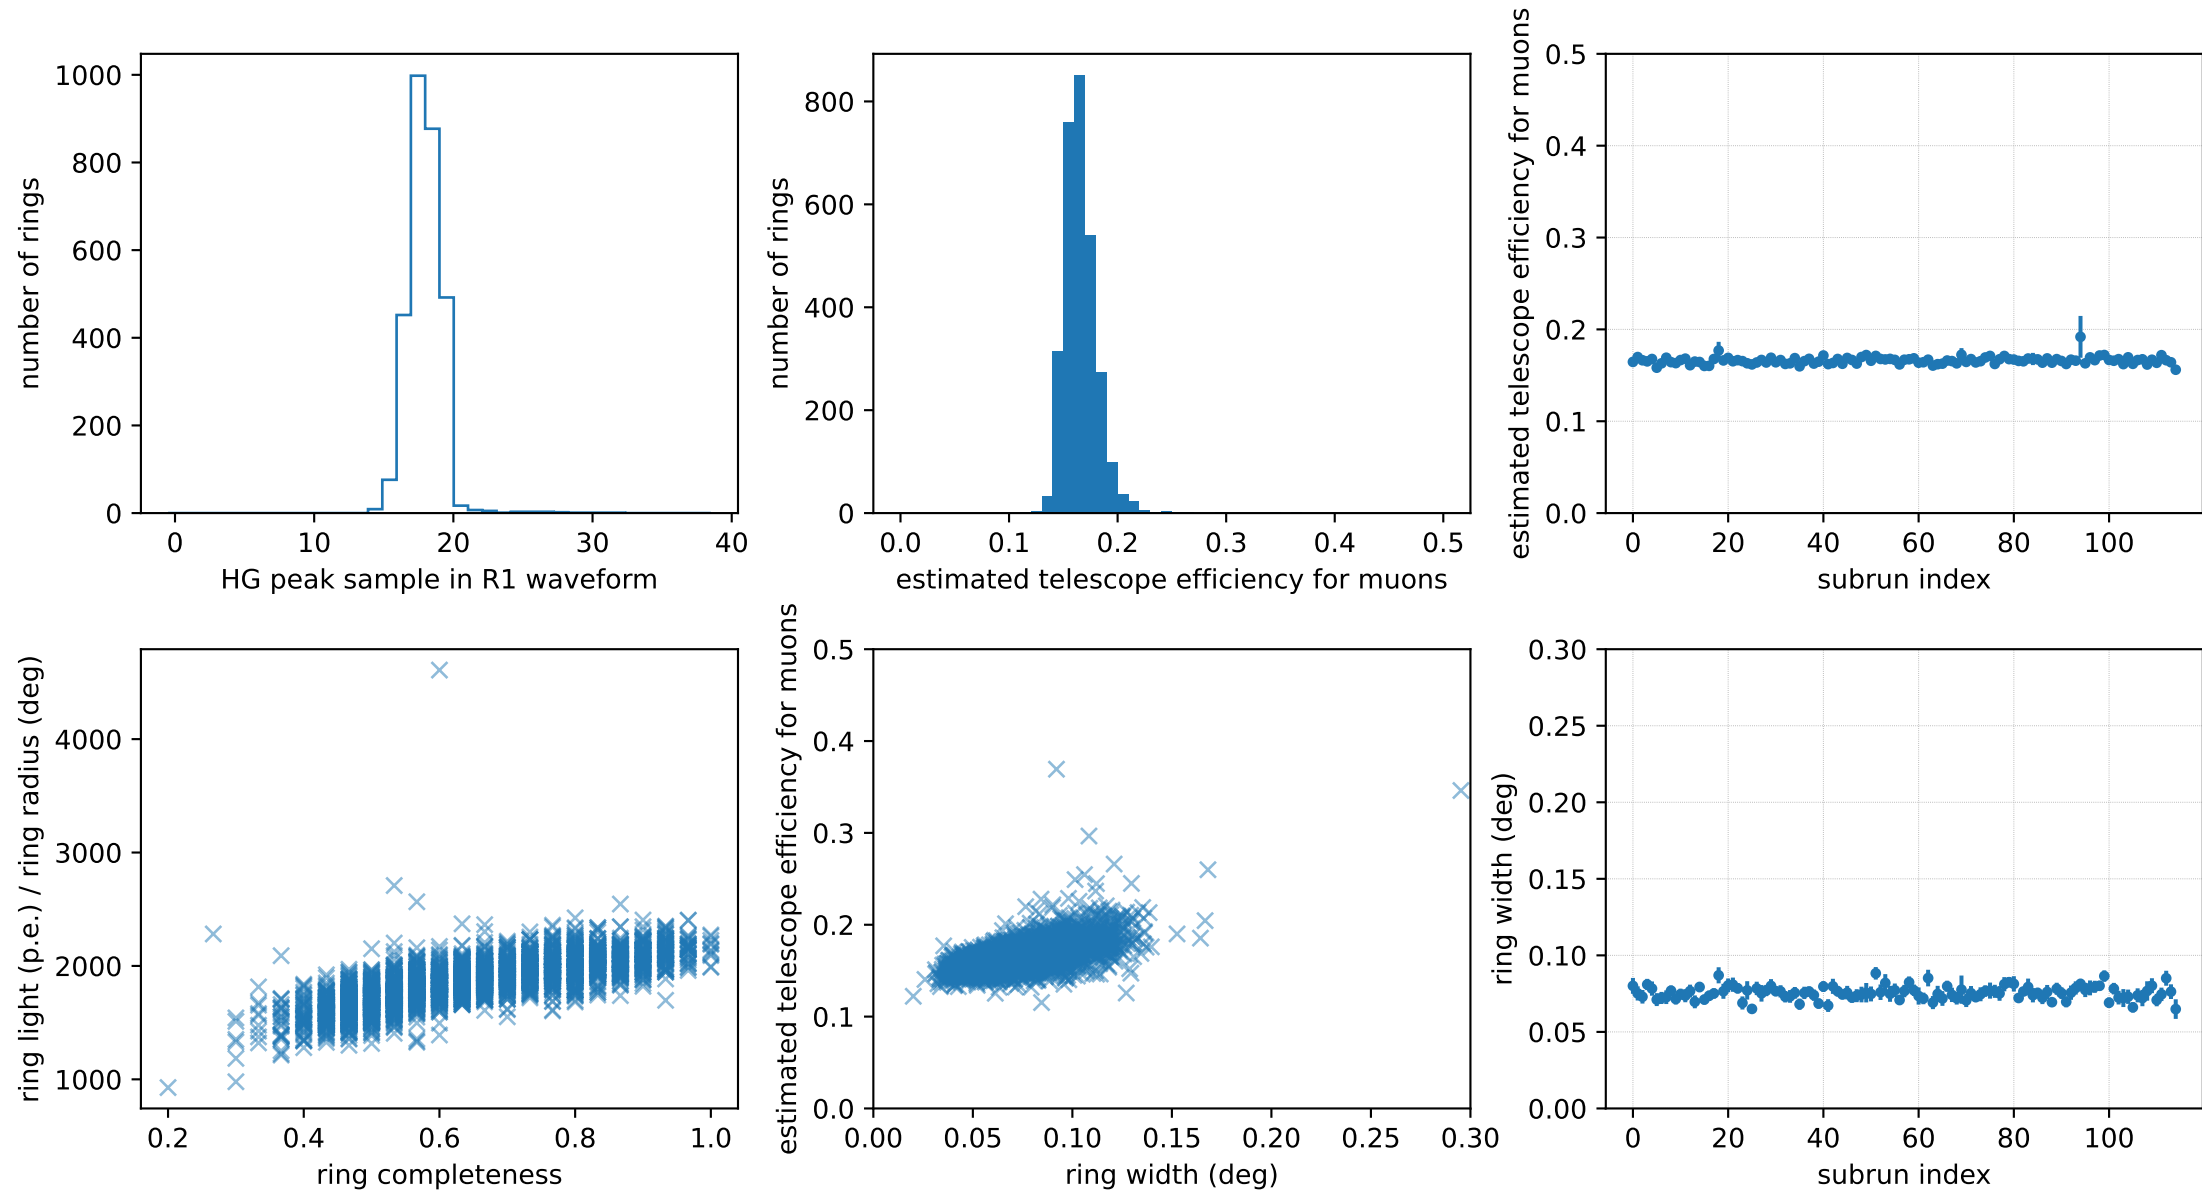 number of rings
1000
800
600
400
200
0
0 10 20 30 40
HG peak sample in R1 waveform
number of rings
800
600
400
200
0
0.0 0.1 0.2 0.3 0.4 0.5
estimated telescope efficiency for muons
estimated telescope efficiency for muons
0.5
0.4
0.3
0.2
0.1
0.0
0 20 40 60 80 100
subrun index
ring light (p.e.) / ring radius (deg)
4000
3000
2000
1000
0.2 0.4 0.6 0.8 1.0
ring completeness
estimated telescope efficiency for muons
0.5
0.4
0.3
0.2
0.1
0.0
0.00 0.05 0.10 0.15 0.20 0.25 0.30
ring width (deg)
ring width (deg)
0.30
0.25
0.20
0.15
0.10
0.05
0.00
0 20 40 60 80 100
subrun index